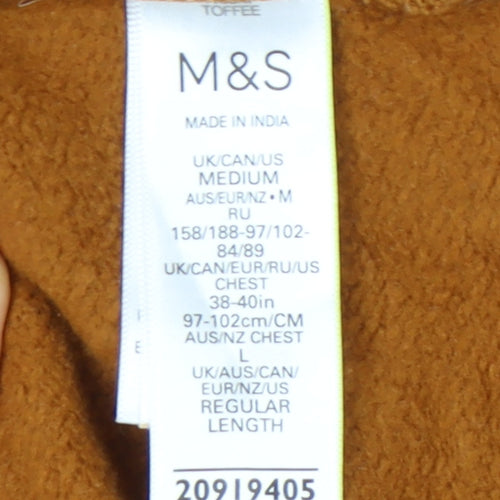 TOFFEE
M&S
MADE IN INDIA
UK/CAN/US
MEDIUM
AUS/EUR/NZ • M
RU
158/188-97/102-
84/89
UK/CAN/EUR/RU/US
CHEST
38-40in
97-102cm/CM
AUS/NZ CHEST
L
UK/AUS/CAN/
EUR/NZ/US
REGULAR
LENGTH
20919405